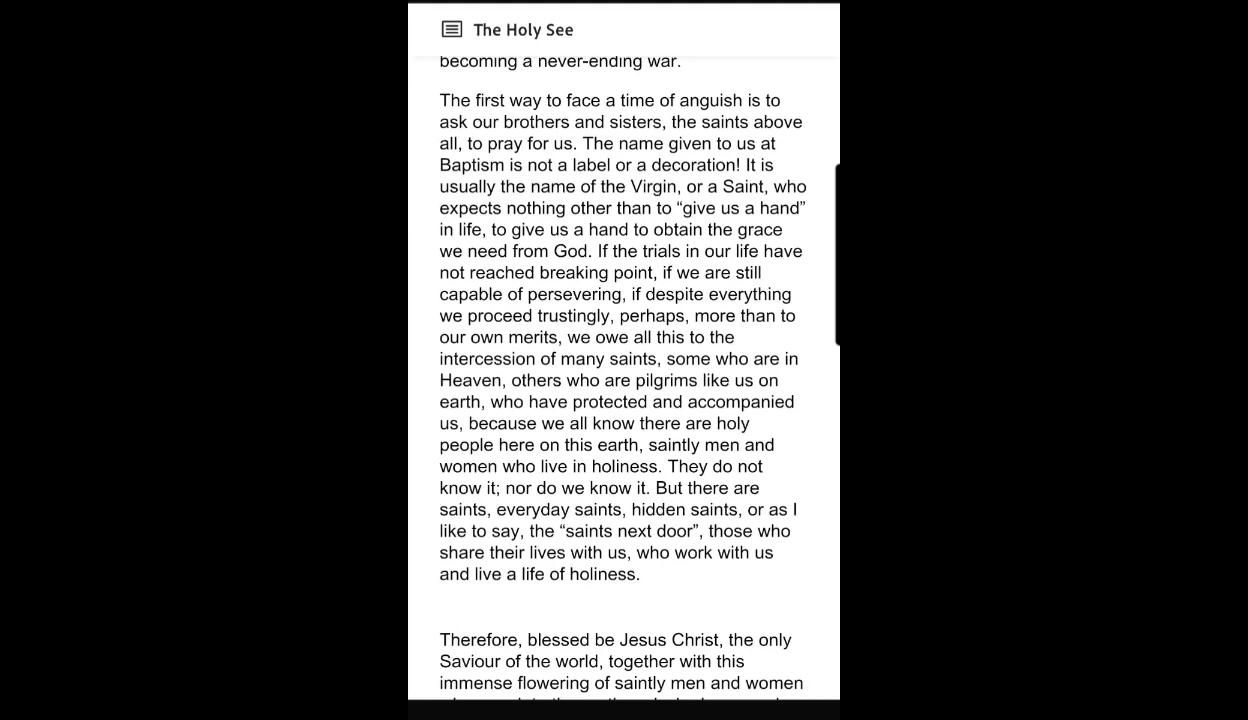 The Holy See
becoming a never-ending war.
The first way to face a time of anguish is to
ask our brothers and sisters, the saints above
all, to pray for us. The name given to us at
Baptism is not a label or a decoration! It is
usually the name of the Virgin, or a Saint, who
expects nothing other than to “give us a hand”
in life, to give us a hand to obtain the grace
we need from God. If the trials in our life have
not reached breaking point, if we are still
capable of persevering, if despite everything
we proceed trustingly, perhaps, more than to
our own merits, we owe all this to the
intercession of many saints, some who are in
Heaven, others who are pilgrims like us on
earth, who have protected and accompanied
us, because we all know there are holy
people here on this earth, saintly men and
women who live in holiness. They do not
know it; nor do we know it. But there are
saints, everyday saints, hidden saints, or as I
like to say, the “saints next door”, those who
share their lives with us, who work with us
and live a life of holiness.
Therefore, blessed be Jesus Christ, the only
Saviour of the world, together with this
immense flowering of saintly men and women